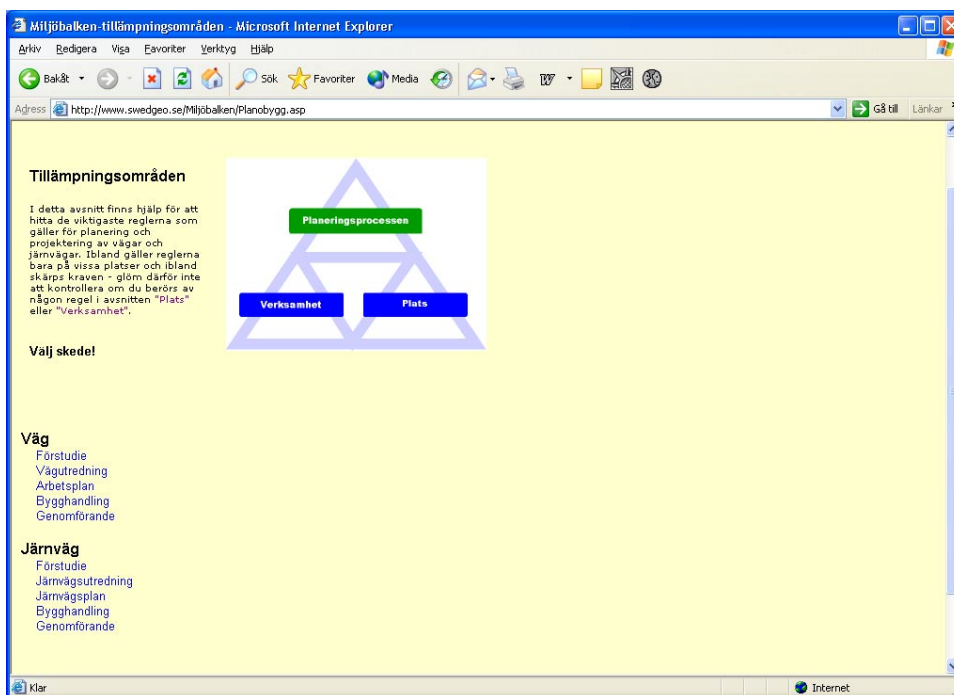 Miljöbalken-tillämpningsområden - Microsoft Internet Explorer
Arkiv Redigera Visa Favoriter Verktyg Hjälp
Bakåt Sök Favoriter Media
Adress http://www.swedgeo.se/Miljöbalken/Planobygg.asp Gå till Länkar
Tillämpningsområden
I detta avsnitt finns hjälp för att
hitta de viktigaste reglerna som
gäller för planering och
projektering av vägar och
järnvägar. Ibland gäller reglerna
bara på vissa platser och ibland
skärps kraven - glöm därför inte
att kontrollera om du berörs av
någon regel i avsnitten "Plats"
eller "Verksamhet".
Välj skede!
Planeringsprocessen
Verksamhet Plats
Väg
Förstudie
Vägutredning
Arbetsplan
Bygghandling
Genomförande
Järnväg
Förstudie
Järnvägsutredning
Järnvägsplan
Bygghandling
Genomförande
Klar Internet